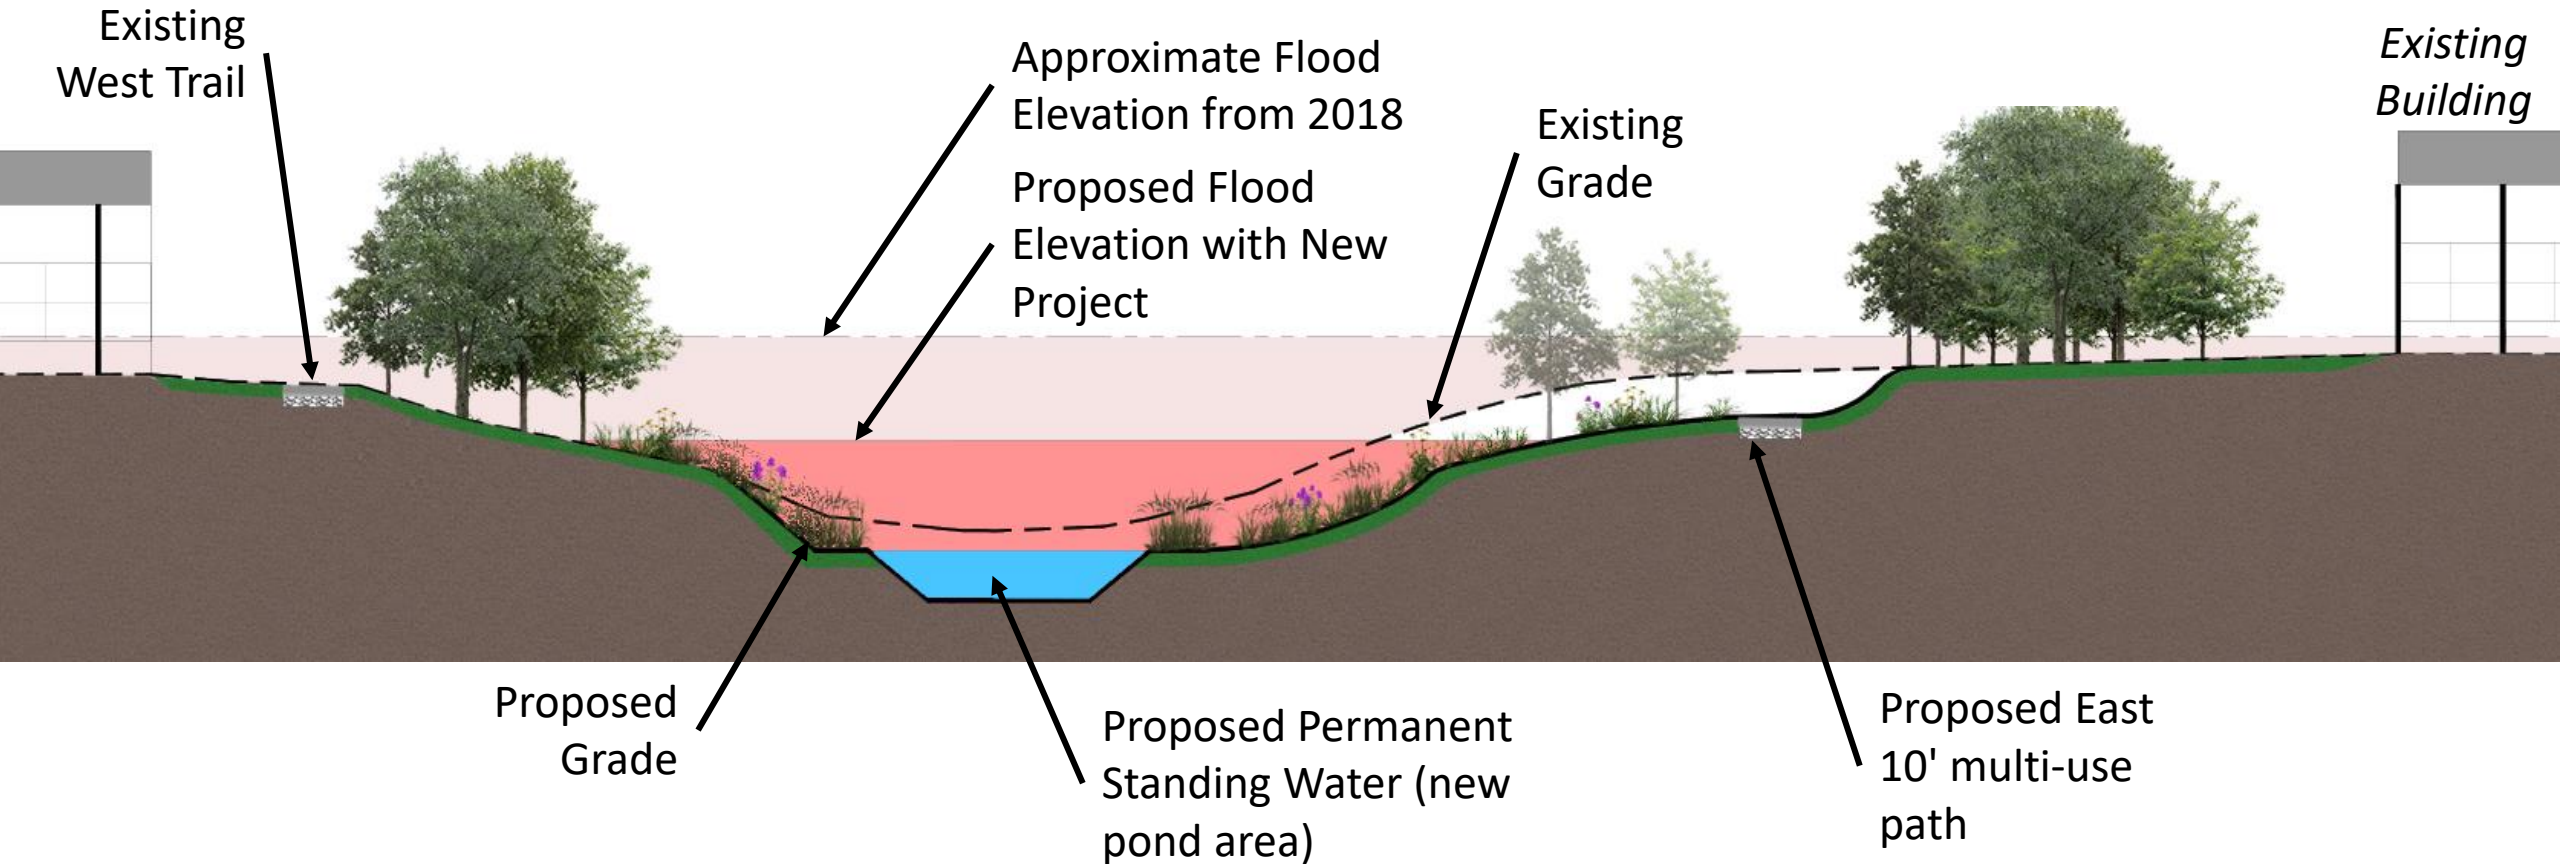 Existing
West Trail
Approximate Flood
Elevation from 2018
Proposed Flood
Elevation with New
Project
Existing
Grade
Existing
Building
Proposed
Grade
Proposed Permanent
Standing Water (new
pond area)
Proposed East
10' multi-use
path